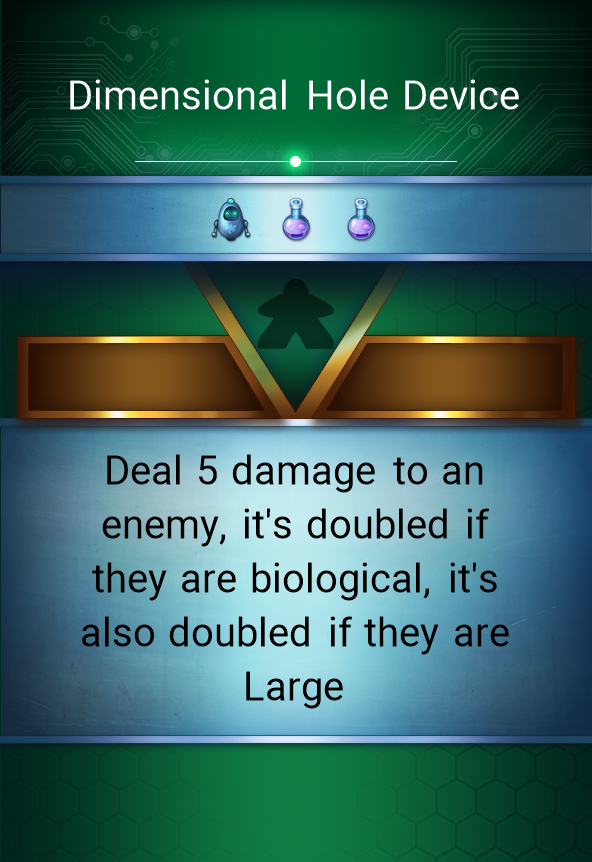 Dimensional Hole Device
Deal 5 damage to an
enemy, it's doubled if
they are biological, it's
also doubled if they are
Large